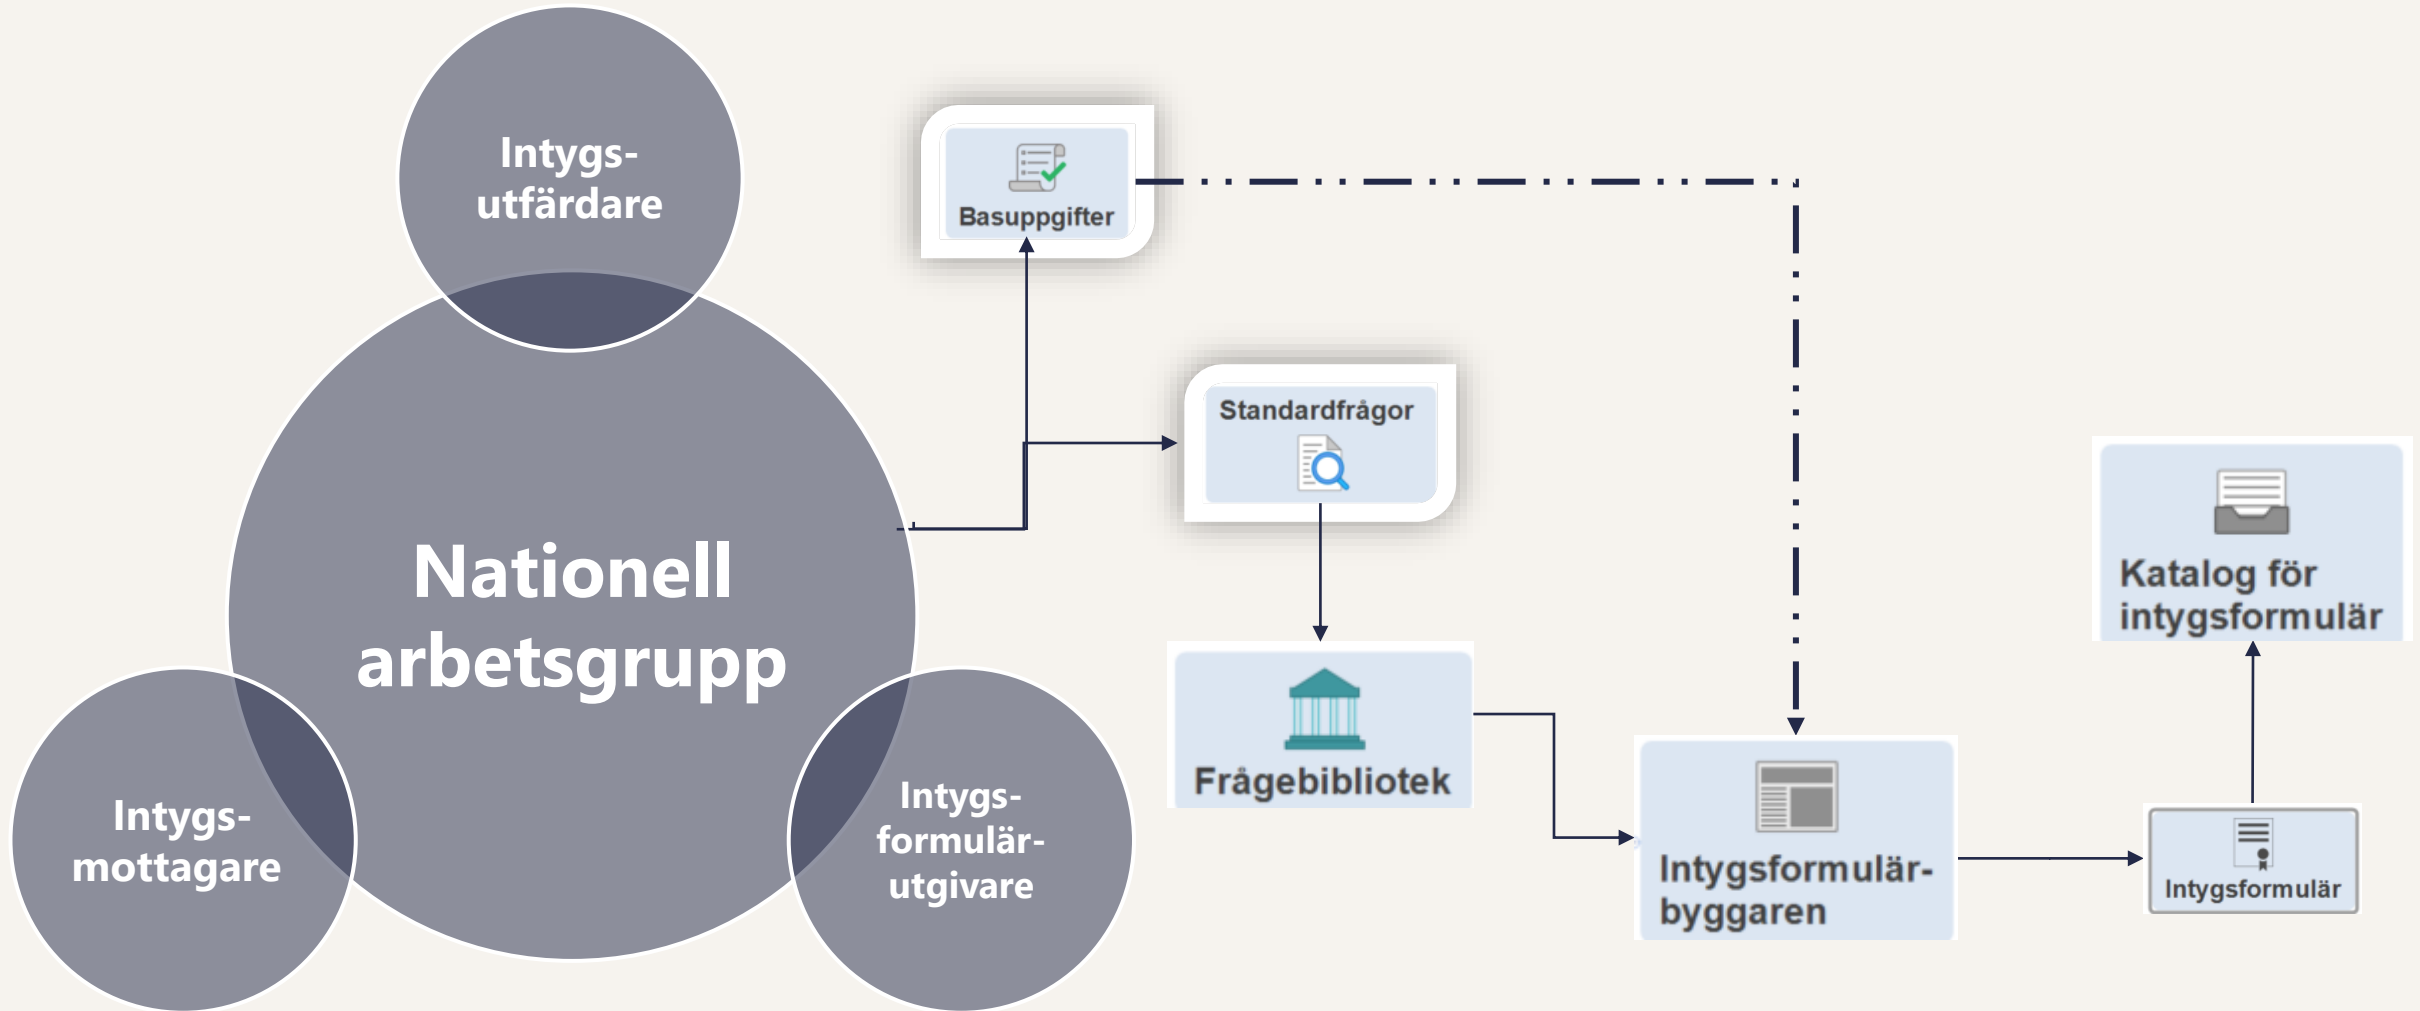 Intygs-
utfärdare
Nationell
arbetsgrupp
Intygs-
mottagare
Intygs-
formulär-
utgivare
Basuppgifter
Standardfrågor
Frågebibliotek
Intygsformulär-
byggaren
Intygsformulär
Katalog för
intygsformulär